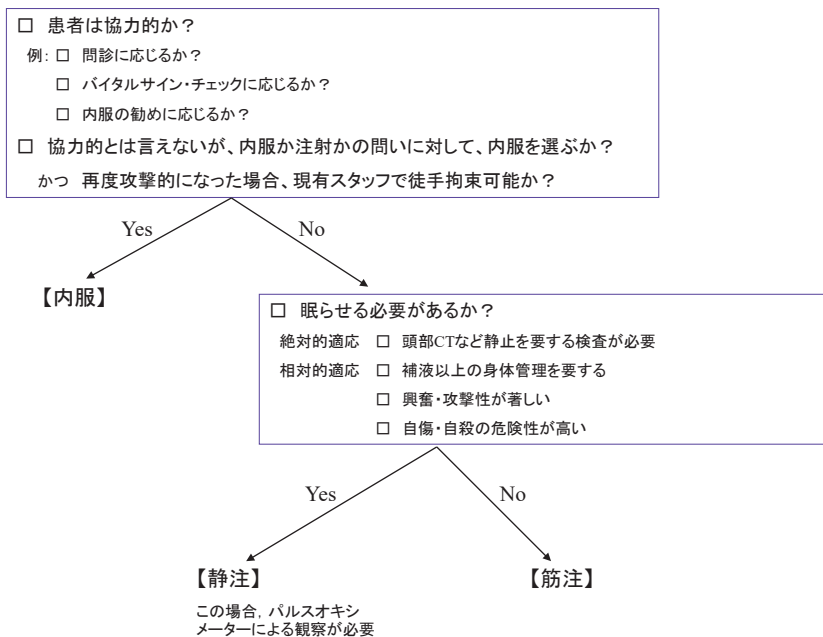 □ 患者は協力的か？
例： □ 問診に応じるか？
□ バイタルサイン・チェックに応じるか？
□ 内服の勧めに応じるか？
□ 協力的とは言えないが、内服か注射かの問いに対して、内服を選ぶか？
かつ 再度攻撃的になった場合、現有スタッフで徒手拘束可能か？
Yes No
【内服】
□ 眠らせる必要があるか？
絶対的適応 □ 頭部CTなど静止を要する検査が必要
相対的適応 □ 補液以上の身体管理を要する
□ 興奮・攻撃性が著しい
□ 自傷・自殺の危険性が高い
Yes No
【静注】 【筋注】
この場合, パルスオキシ
メーターによる観察が必要